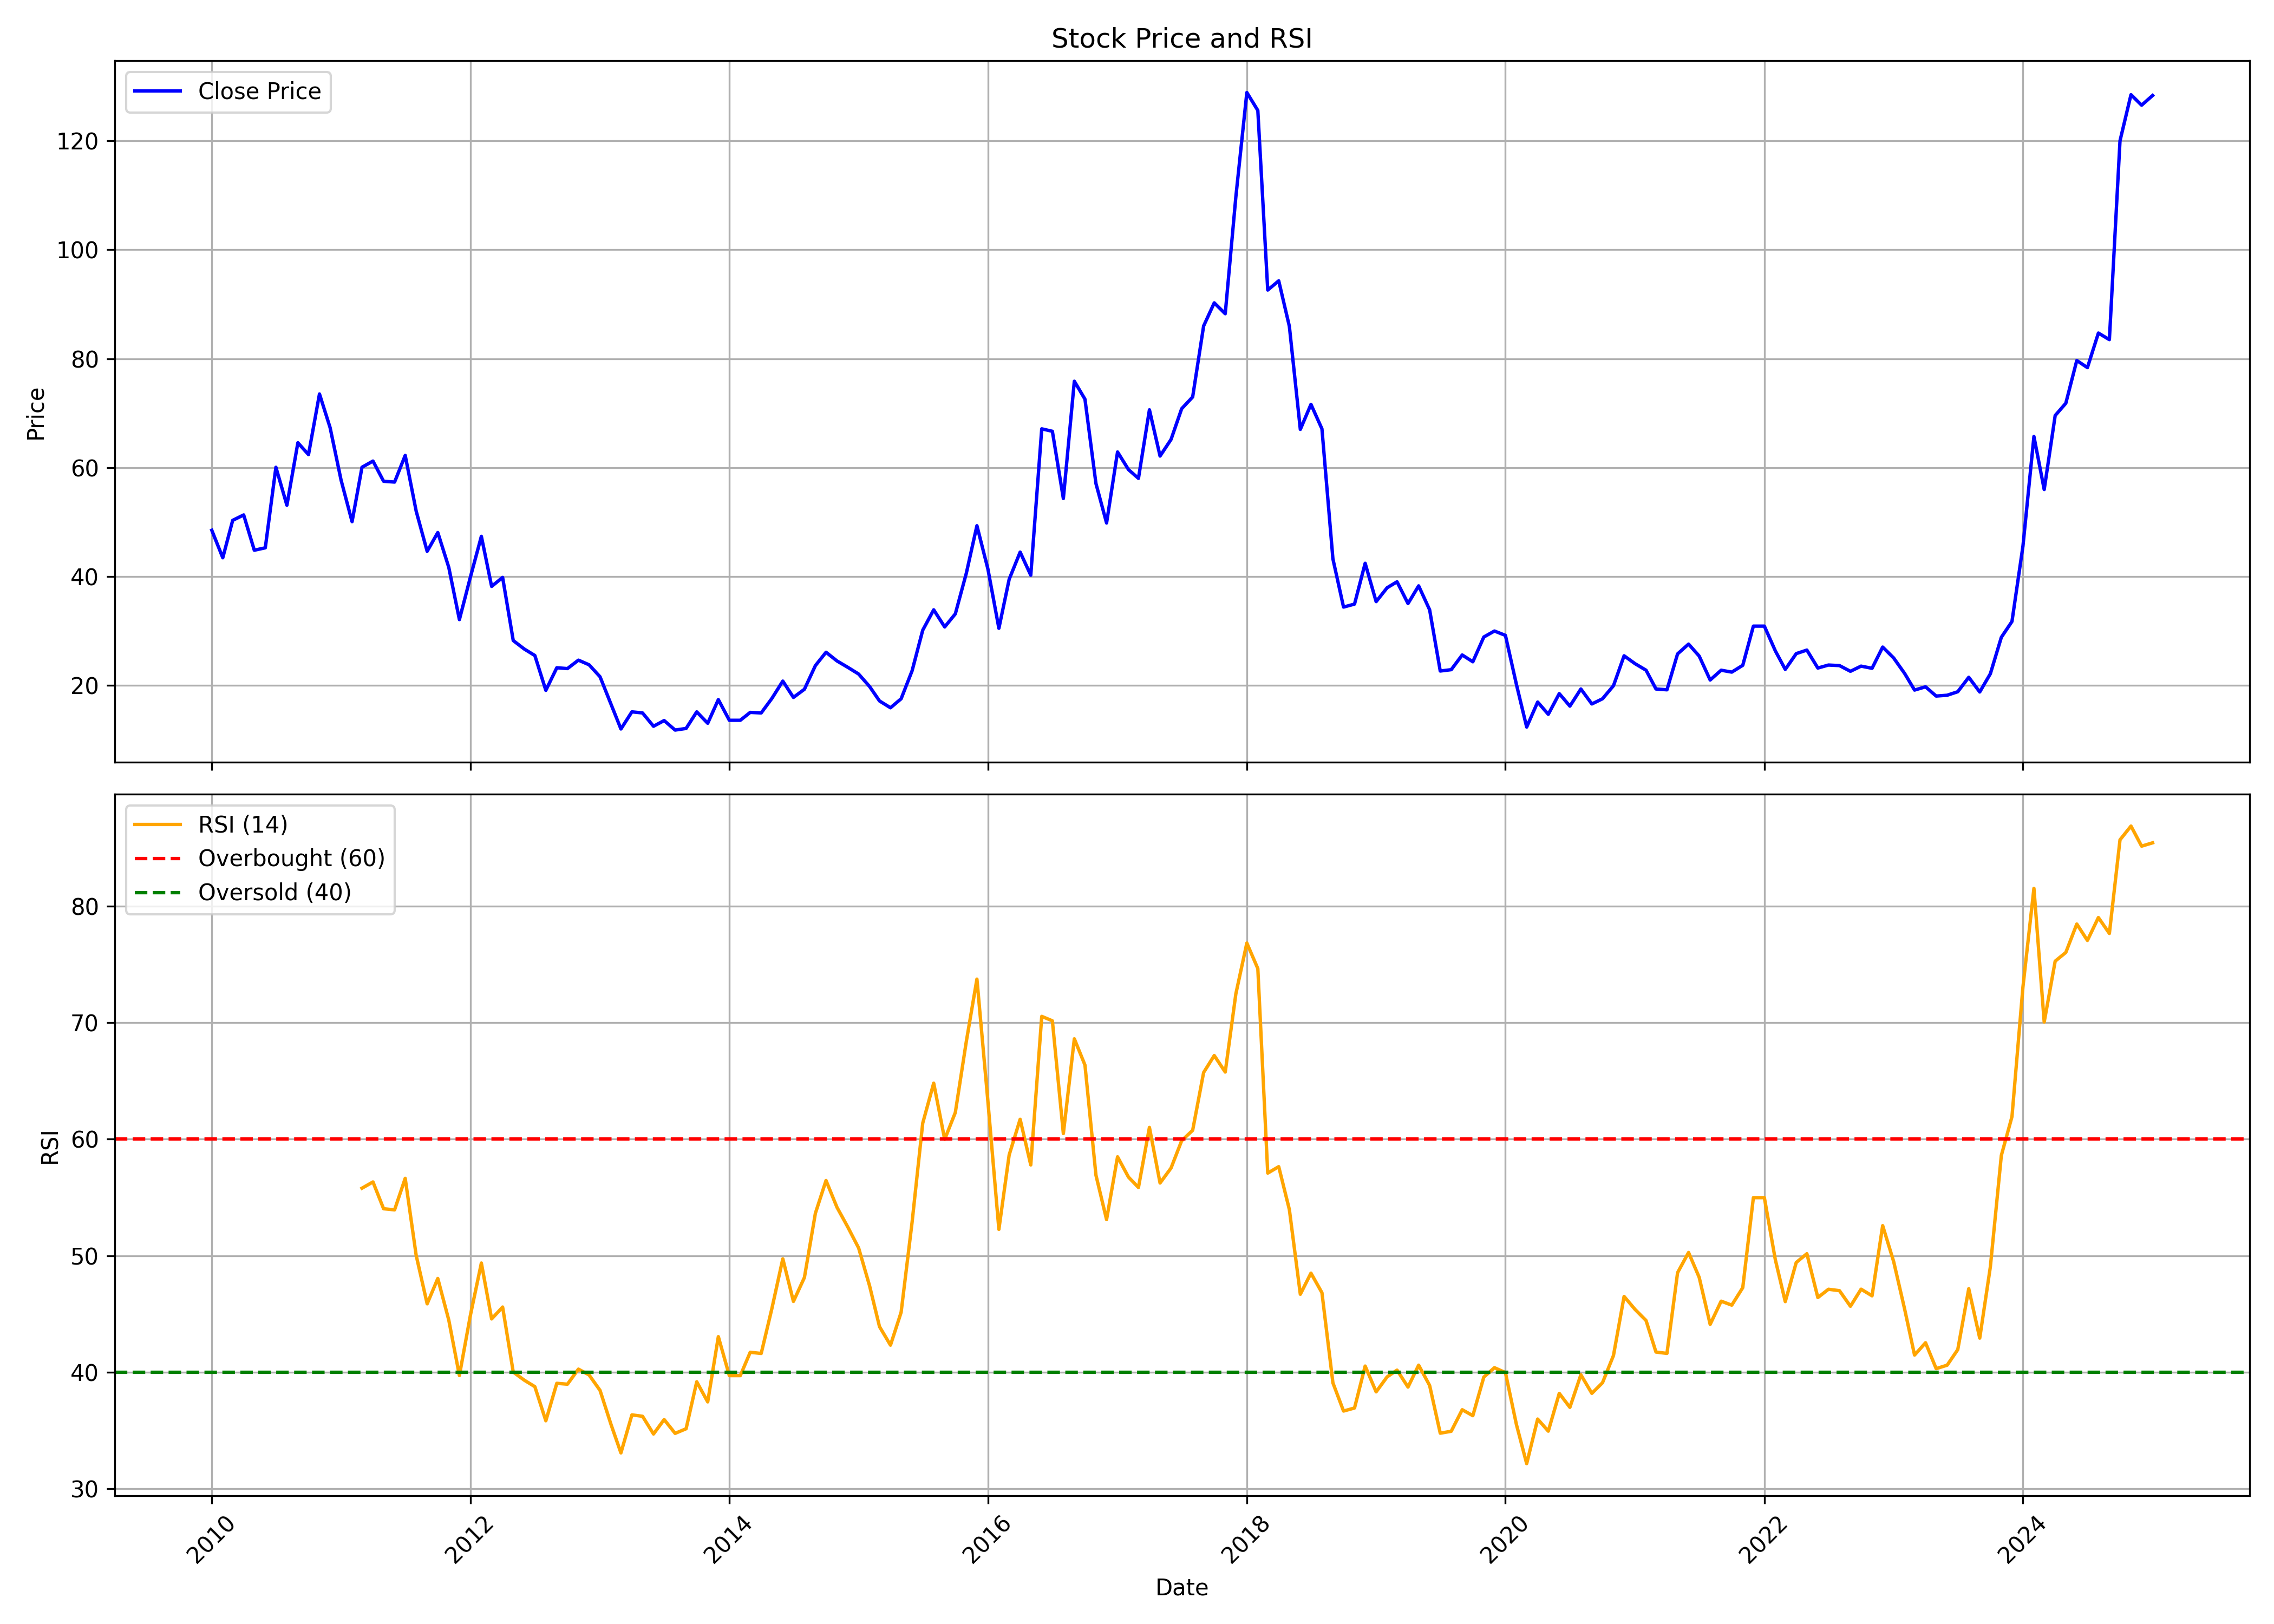 Stock Price and RSI
Close Price
120
100
80
60
40
20
Price
RSI (14)
Overbought (60)
Oversold (40)
80
70
60
50
40
30
RSI
2010
2012
2014
2016
2018
2020
2022
2024
Date